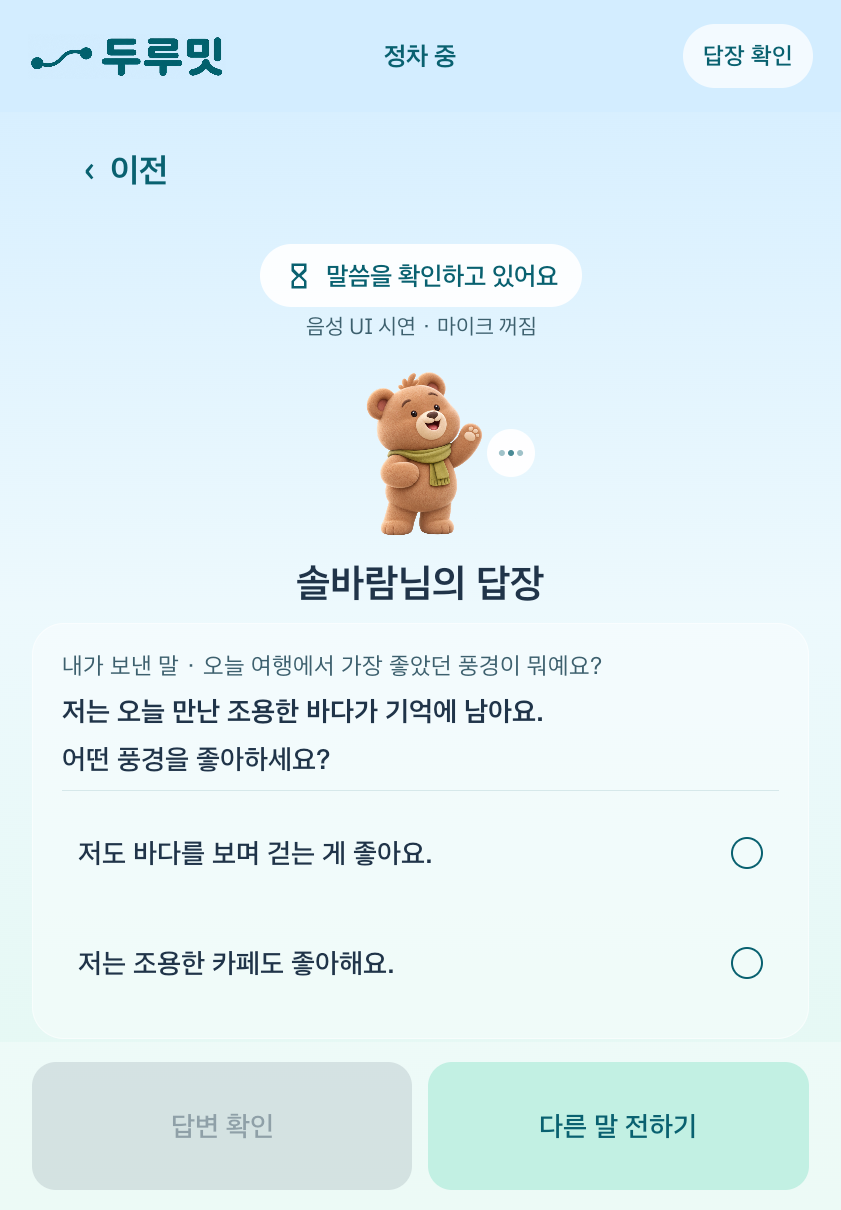 두루밋
정차 중
답장 확인
이전
말씀을 확인하고 있어요
음성 UI 시연 · 마이크 꺼짐
솔바람님의 답장
내가 보낸 말 · 오늘 여행에서 가장 좋았던 풍경이 뭐예요?
저는 오늘 만난 조용한 바다가 기억에 남아요.
어떤 풍경을 좋아하세요?
저도 바다를 보며 걷는 게 좋아요.
저는 조용한 카페도 좋아해요.
답변 확인
다른 말 전하기